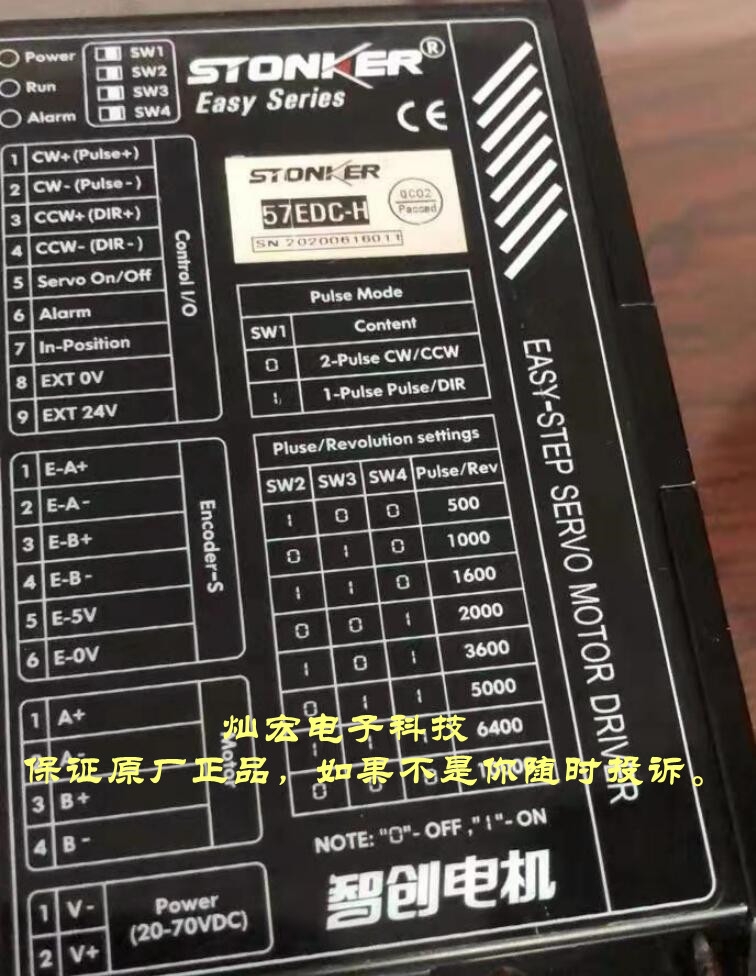 Power
Run
Alarm
SW1
SW2
SW3
SW4
STONKER®
Easy Series
CE
STONKER
57EDC-H
QC02
Passed
SN 20200616011
1 CW+(Pulse+)
2 CW-(Pulse-)
3 CCW+(DIR+)
4 CCW-(DIR-)
5 Servo On/Off
6 Alarm
7 In-Position
8 EXT 0V
9 EXT 24V
Control I/O
Pulse Mode
SW1 Content
0 2-Pulse CW/CCW
1 1-Pulse Pulse/DIR
1 E-A+
2 E-A-
3 E-B+
4 E-B-
5 E-5V
6 E-0V
Encoder-S
Pluse/Revolution settings
SW2 SW3 SW4 Pulse/Rev
1 0 0 500
0 1 0 1000
1 1 0 1600
0 0 1 2000
1 0 1 3600
0 1 1 5000
1 1 1 6400
0 0 0
EASY-STEP SERVO MOTOR DRIVER
1 A+
A-
3 B+
4 B-
Motor
灿宏电子科技
保证原厂正品，如果不是你随时投诉。
NOTE: "0"- OFF ,"1"- ON
智创电机
1 V-
2 V+
Power
(20-70VDC)